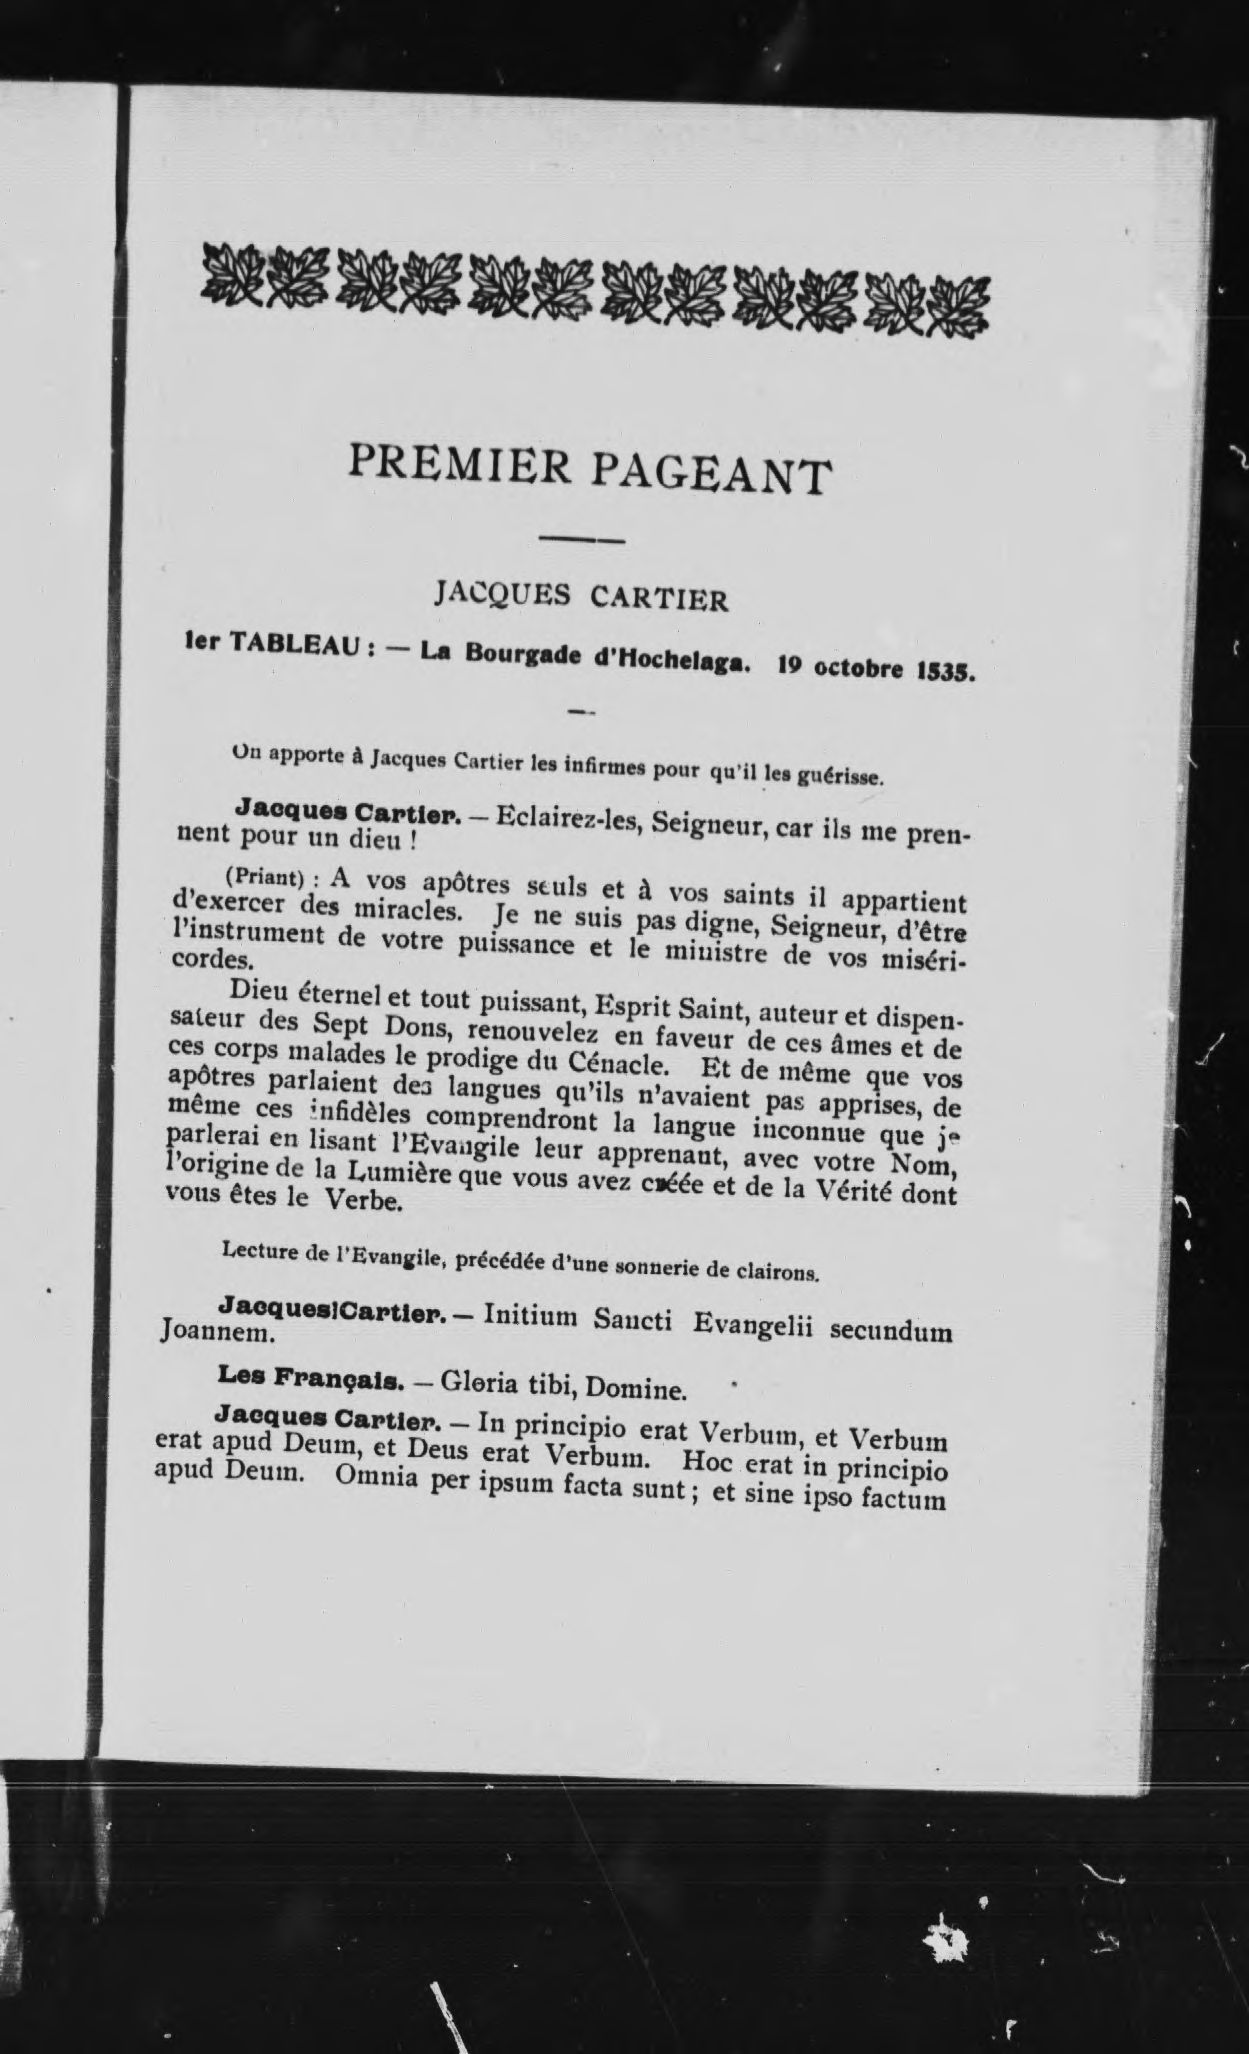 PREMIER PAGEANT
JACQUES CARTIER
1er TABLEAU : — La Bourgade d'Hochelaga. 19 octobre 1535.
On apporte à Jacques Cartier les infirmes pour qu'il les guérisse.
Jacques Cartier. — Eclairez-les, Seigneur, car ils me pren-
nent pour un dieu !
(Priant) : A vos apôtres seuls et à vos saints il appartient
d'exercer des miracles. Je ne suis pas digne, Seigneur, d'être
l'instrument de votre puissance et le ministre de vos miséri-
cordes.
Dieu éternel et tout puissant, Esprit Saint, auteur et dispen-
sateur des Sept Dons, renouvelez en faveur de ces âmes et de
ces corps malades le prodige du Cénacle. Et de même que vos
apôtres parlaient des langues qu'ils n'avaient pas apprises, de
même ces infidèles comprendront la langue inconnue que je
parlerai en lisant l'Evangile leur apprenant, avec votre Nom,
l'origine de la Lumière que vous avez créée et de la Vérité dont
vous êtes le Verbe.
Lecture de l'Evangile, précédée d'une sonnerie de clairons.
Jacques Cartier. — Initium Sancti Evangelii secundum
Joannem.
Les Français. — Gloria tibi, Domine.
Jacques Cartier. — In principio erat Verbum, et Verbum
erat apud Deum, et Deus erat Verbum. Hoc erat in principio
apud Deum. Omnia per ipsum facta sunt ; et sine ipso factum